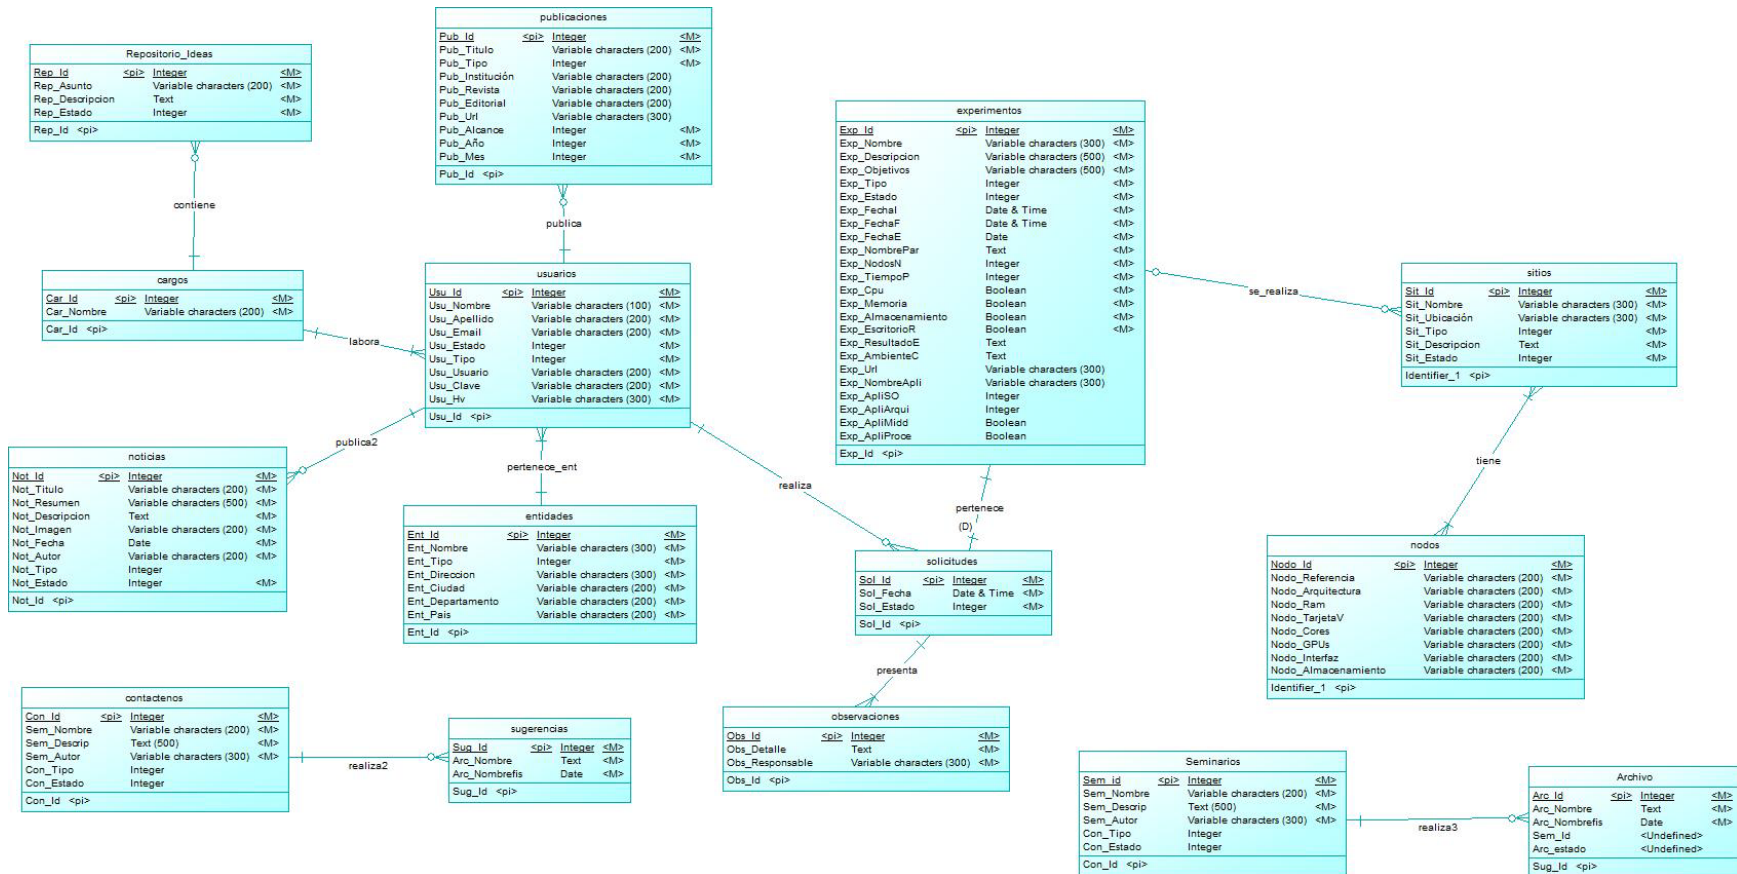 publicaciones
Pub_Id <pi> Integer <M>
Pub_Titulo Variable characters (200) <M>
Pub_Tipo Integer <M>
Pub_Institución Variable characters (200)
Pub_Revista Variable characters (200)
Pub_Editorial Variable characters (200)
Pub_Url Variable characters (300)
Pub_Alcance Integer <M>
Pub_Año Integer <M>
Pub_Mes Integer <M>
Pub_Id <pi>
Repositorio_Ideas
Rep_Id <pi> Integer <M>
Rep_Asunto Variable characters (200) <M>
Rep_Descripcion Text <M>
Rep_Estado Integer <M>
Rep_Id <pi>
contiene
publica
cargos
Car_Id <pi> Integer <M>
Car_Nombre Variable characters (200) <M>
Car_Id <pi>
labora
usuarios
Usu_Id <pi> Integer <M>
Usu_Nombre Variable characters (100) <M>
Usu_Apellido Variable characters (200) <M>
Usu_Email Variable characters (200) <M>
Usu_Estado Integer <M>
Usu_Tipo Integer <M>
Usu_Usuario Variable characters (200) <M>
Usu_Clave Variable characters (200) <M>
Usu_Hv Variable characters (300) <M>
Usu_Id <pi>
experimentos
Exp_Id <pi> Integer <M>
Exp_Nombre Variable characters (300) <M>
Exp_Descripcion Variable characters (500) <M>
Exp_Objetivos Variable characters (500) <M>
Exp_Tipo Integer <M>
Exp_Estado Integer <M>
Exp_FechaI Date & Time <M>
Exp_FechaF Date & Time <M>
Exp_FechaE Date <M>
Exp_NombrePar Text <M>
Exp_NodosN Integer <M>
Exp_TiempoP Integer <M>
Exp_Cpu Boolean <M>
Exp_Memoria Boolean <M>
Exp_Almacenamiento Boolean <M>
Exp_EscritorioR Boolean <M>
Exp_ResultadoE Text
Exp_AmbienteC Text
Exp_Url Variable characters (300)
Exp_NombreApli Variable characters (300)
Exp_ApliSO Integer
Exp_ApliArqui Integer
Exp_ApliMidd Boolean
Exp_ApliProce Boolean
Exp_Id <pi>
se_realiza
sitios
Sit_Id <pi> Integer <M>
Sit_Nombre Variable characters (300) <M>
Sit_Ubicación Variable characters (300) <M>
Sit_Tipo Integer <M>
Sit_Descripcion Text <M>
Sit_Estado Integer <M>
Identifier_1 <pi>
publica2
pertenece_ent
realiza
pertenece
(D)
tiene
noticias
Not_Id <pi> Integer <M>
Not_Titulo Variable characters (200) <M>
Not_Resumen Variable characters (500) <M>
Not_Descripcion Text <M>
Not_Imagen Variable characters (200) <M>
Not_Fecha Date <M>
Not_Autor Variable characters (200) <M>
Not_Tipo Integer
Not_Estado Integer <M>
Not_Id <pi>
entidades
Ent_Id <pi> Integer <M>
Ent_Nombre Variable characters (300) <M>
Ent_Tipo Integer <M>
Ent_Direccion Variable characters (300) <M>
Ent_Ciudad Variable characters (200) <M>
Ent_Departamento Variable characters (200) <M>
Ent_Pais Variable characters (200) <M>
Ent_Id <pi>
solicitudes
Sol_Id <pi> Integer <M>
Sol_Fecha Date & Time <M>
Sol_Estado Integer <M>
Sol_Id <pi>
nodos
Nodo_Id <pi> Integer <M>
Nodo_Referencia Variable characters (200) <M>
Nodo_Arquitectura Variable characters (200) <M>
Nodo_Ram Variable characters (200) <M>
Nodo_TarjetaV Variable characters (200) <M>
Nodo_Cores Variable characters (200) <M>
Nodo_GPUs Variable characters (200) <M>
Nodo_Interfaz Variable characters (200) <M>
Nodo_Almacenamiento Variable characters (200) <M>
Identifier_1 <pi>
presenta
contactenos
Con_Id <pi> Integer <M>
Sem_Nombre Variable characters (200) <M>
Sem_Descrip Text (500) <M>
Sem_Autor Variable characters (300) <M>
Con_Tipo Integer
Con_Estado Integer
Con_Id <pi>
realiza2
sugerencias
Sug_Id <pi> Integer <M>
Arc_Nombre Text <M>
Arc_Nombrefis Date <M>
Sug_Id <pi>
observaciones
Obs_Id <pi> Integer <M>
Obs_Detalle Text <M>
Obs_Responsable Variable characters (300) <M>
Obs_Id <pi>
Seminarios
Sem_id <pi> Integer <M>
Sem_Nombre Variable characters (200) <M>
Sem_Descrip Text (500) <M>
Sem_Autor Variable characters (300) <M>
Con_Tipo Integer
Con_Estado Integer
Con_Id <pi>
realiza3
Archivo
Arc_Id <pi> Integer <M>
Arc_Nombre Text <M>
Arc_Nombrefis Date <M>
Sem_Id <Undefined>
Arc_estado <Undefined>
Sug_Id <pi>